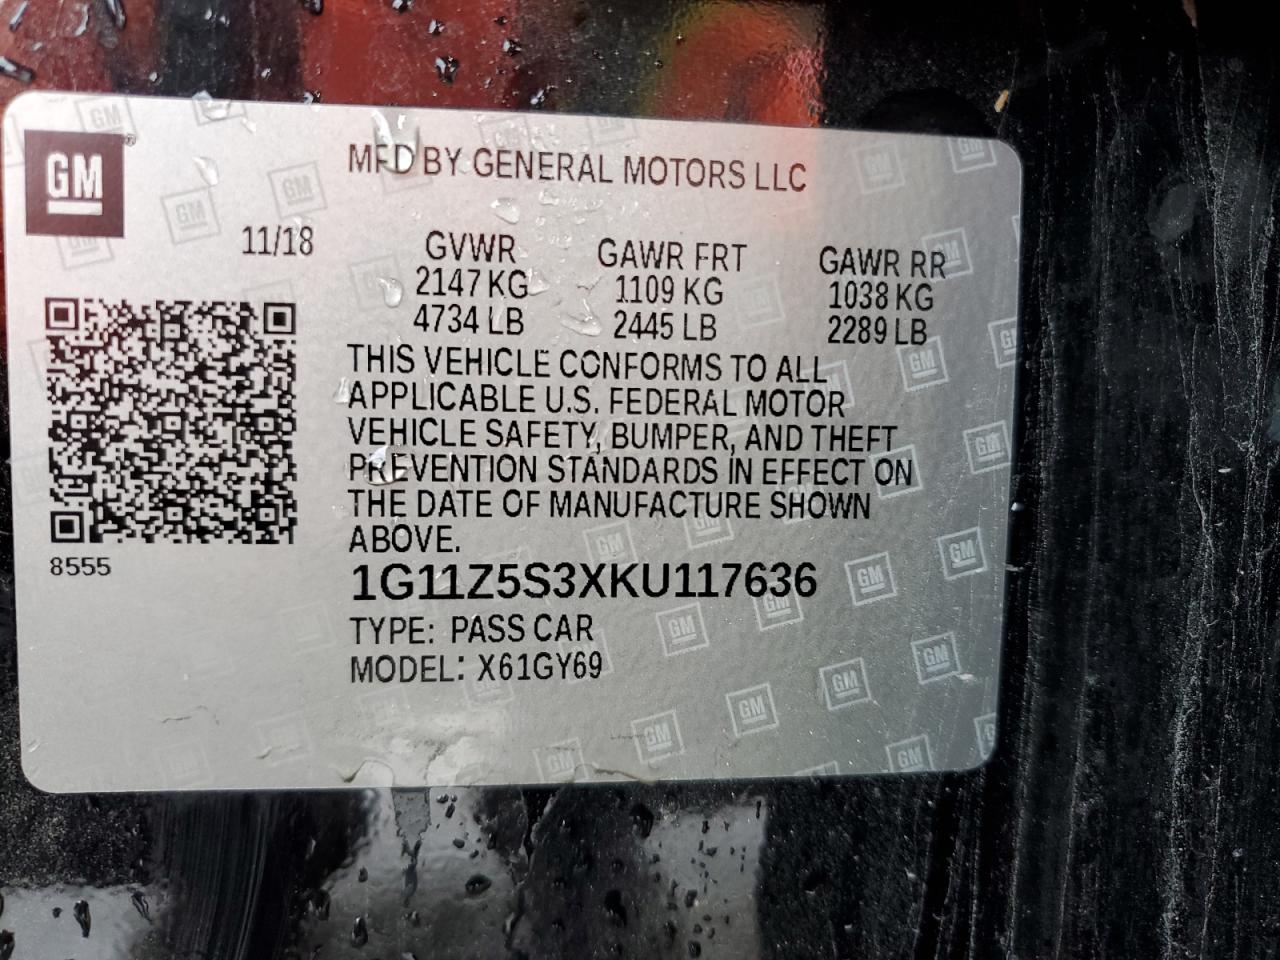 GM
MFD BY GENERAL MOTORS LLC
11/18
GVWR GAWR FRT GAWR RR
2147 KG 1109 KG 1038 KG
4734 LB 2445 LB 2289 LB
THIS VEHICLE CONFORMS TO ALL
APPLICABLE U.S. FEDERAL MOTOR
VEHICLE SAFETY, BUMPER, AND THEFT
PREVENTION STANDARDS IN EFFECT ON
THE DATE OF MANUFACTURE SHOWN
ABOVE.
8555
1G11Z5S3XKU117636
TYPE: PASS CAR
MODEL: X61GY69